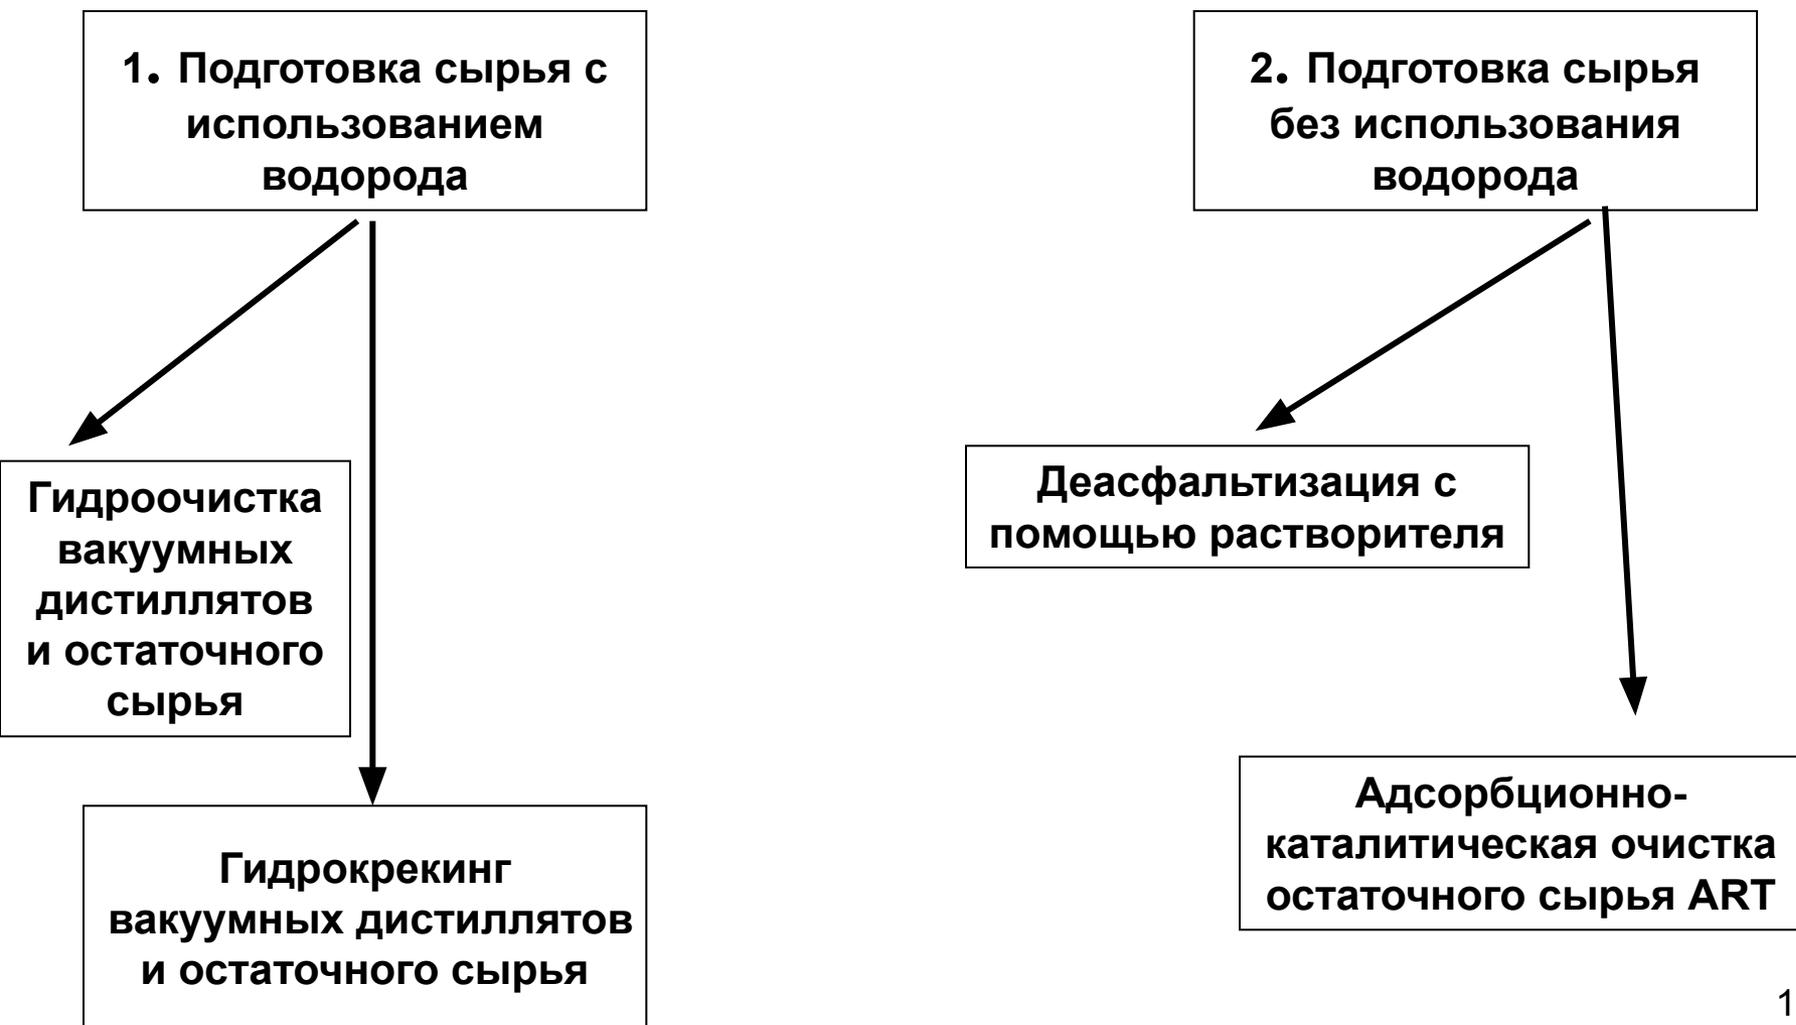 1. Подготовка сырья с
использованием
водорода
2. Подготовка сырья
без использования
водорода
Гидроочистка
вакуумных
дистиллятов
и остаточного
сырья
Деасфальтизация с
помощью растворителя
Гидрокрекинг
вакуумных дистиллятов
и остаточного сырья
Адсорбционно-
каталитическая очистка
остаточного сырья ART
1